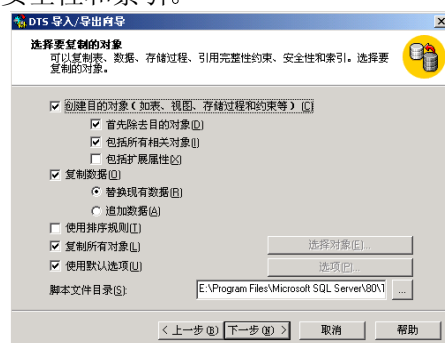 安全性和索引。
DTS 导入/导出向导
选择要复制的对象
可以复制表、数据、存储过程、引用完整性约束、安全性和索引。选择要
复制的对象。
创建目的对象(如表、视图、存储过程和约束等)(C)
首先除去目的对象(D)
包括所有相关对象(I)
包括扩展属性(X)
复制数据(O)
替换现有数据(R)
追加数据(A)
使用排序规则(T)
复制所有对象(L)
选择对象(E)...
使用默认选项(U)
选项(P)...
脚本文件目录(S):
E:\Program Files\Microsoft SQL Server\80\T
...
< 上一步(B)
下一步(N) >
取消
帮助